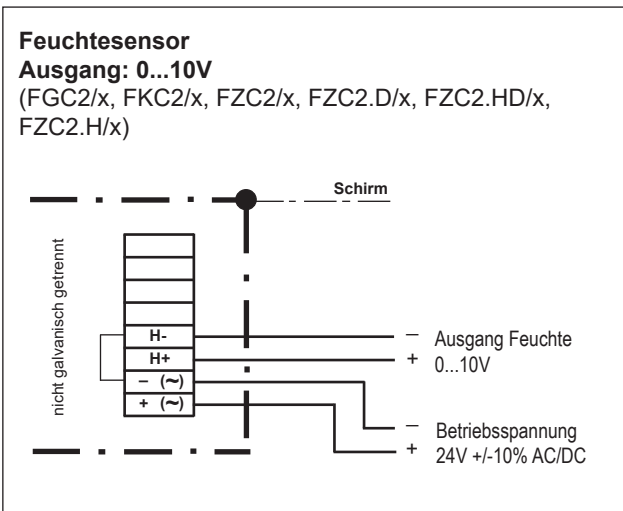 Feuchtesensor
Ausgang: 0...10V
(FGC2/x, FKC2/x, FZC2/x, FZC2.D/x, FZC2.HD/x,
FZC2.H/x)
Schirm
nicht galvanisch getrennt
H-
H+
– (~)
+ (~)
– Ausgang Feuchte
+ 0...10V
– Betriebsspannung
+ 24V +/-10% AC/DC